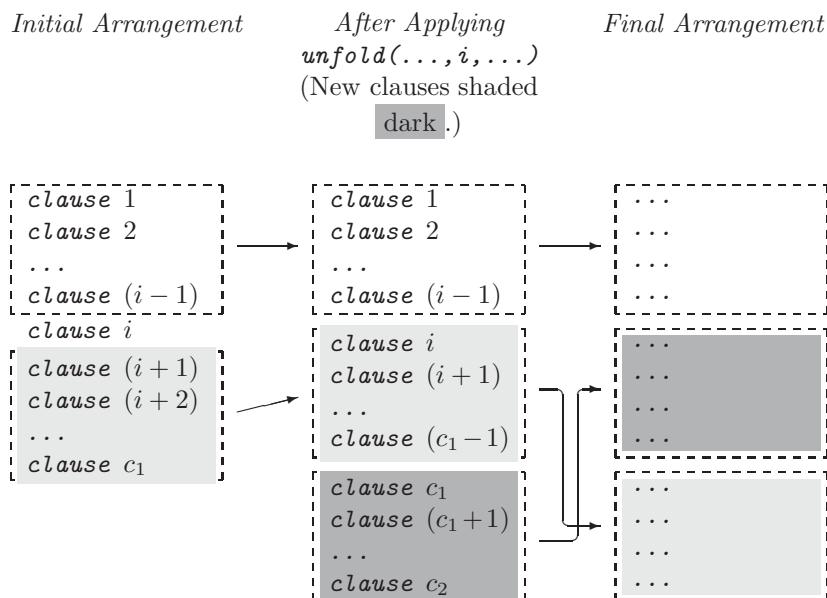 Initial Arrangement
After Applying
unfold(...,i,...)
(New clauses shaded
dark.)
Final Arrangement
clause 1
clause 2
...
clause (i − 1)
clause i
clause (i + 1)
clause (i + 2)
...
clause c₁
clause 1
clause 2
...
clause (i − 1)
clause i
clause (i + 1)
...
clause (c₁ − 1)
clause c₁
clause (c₁ + 1)
...
clause c₂
...
...
...
...
...
...
...
...
...
...
...
...